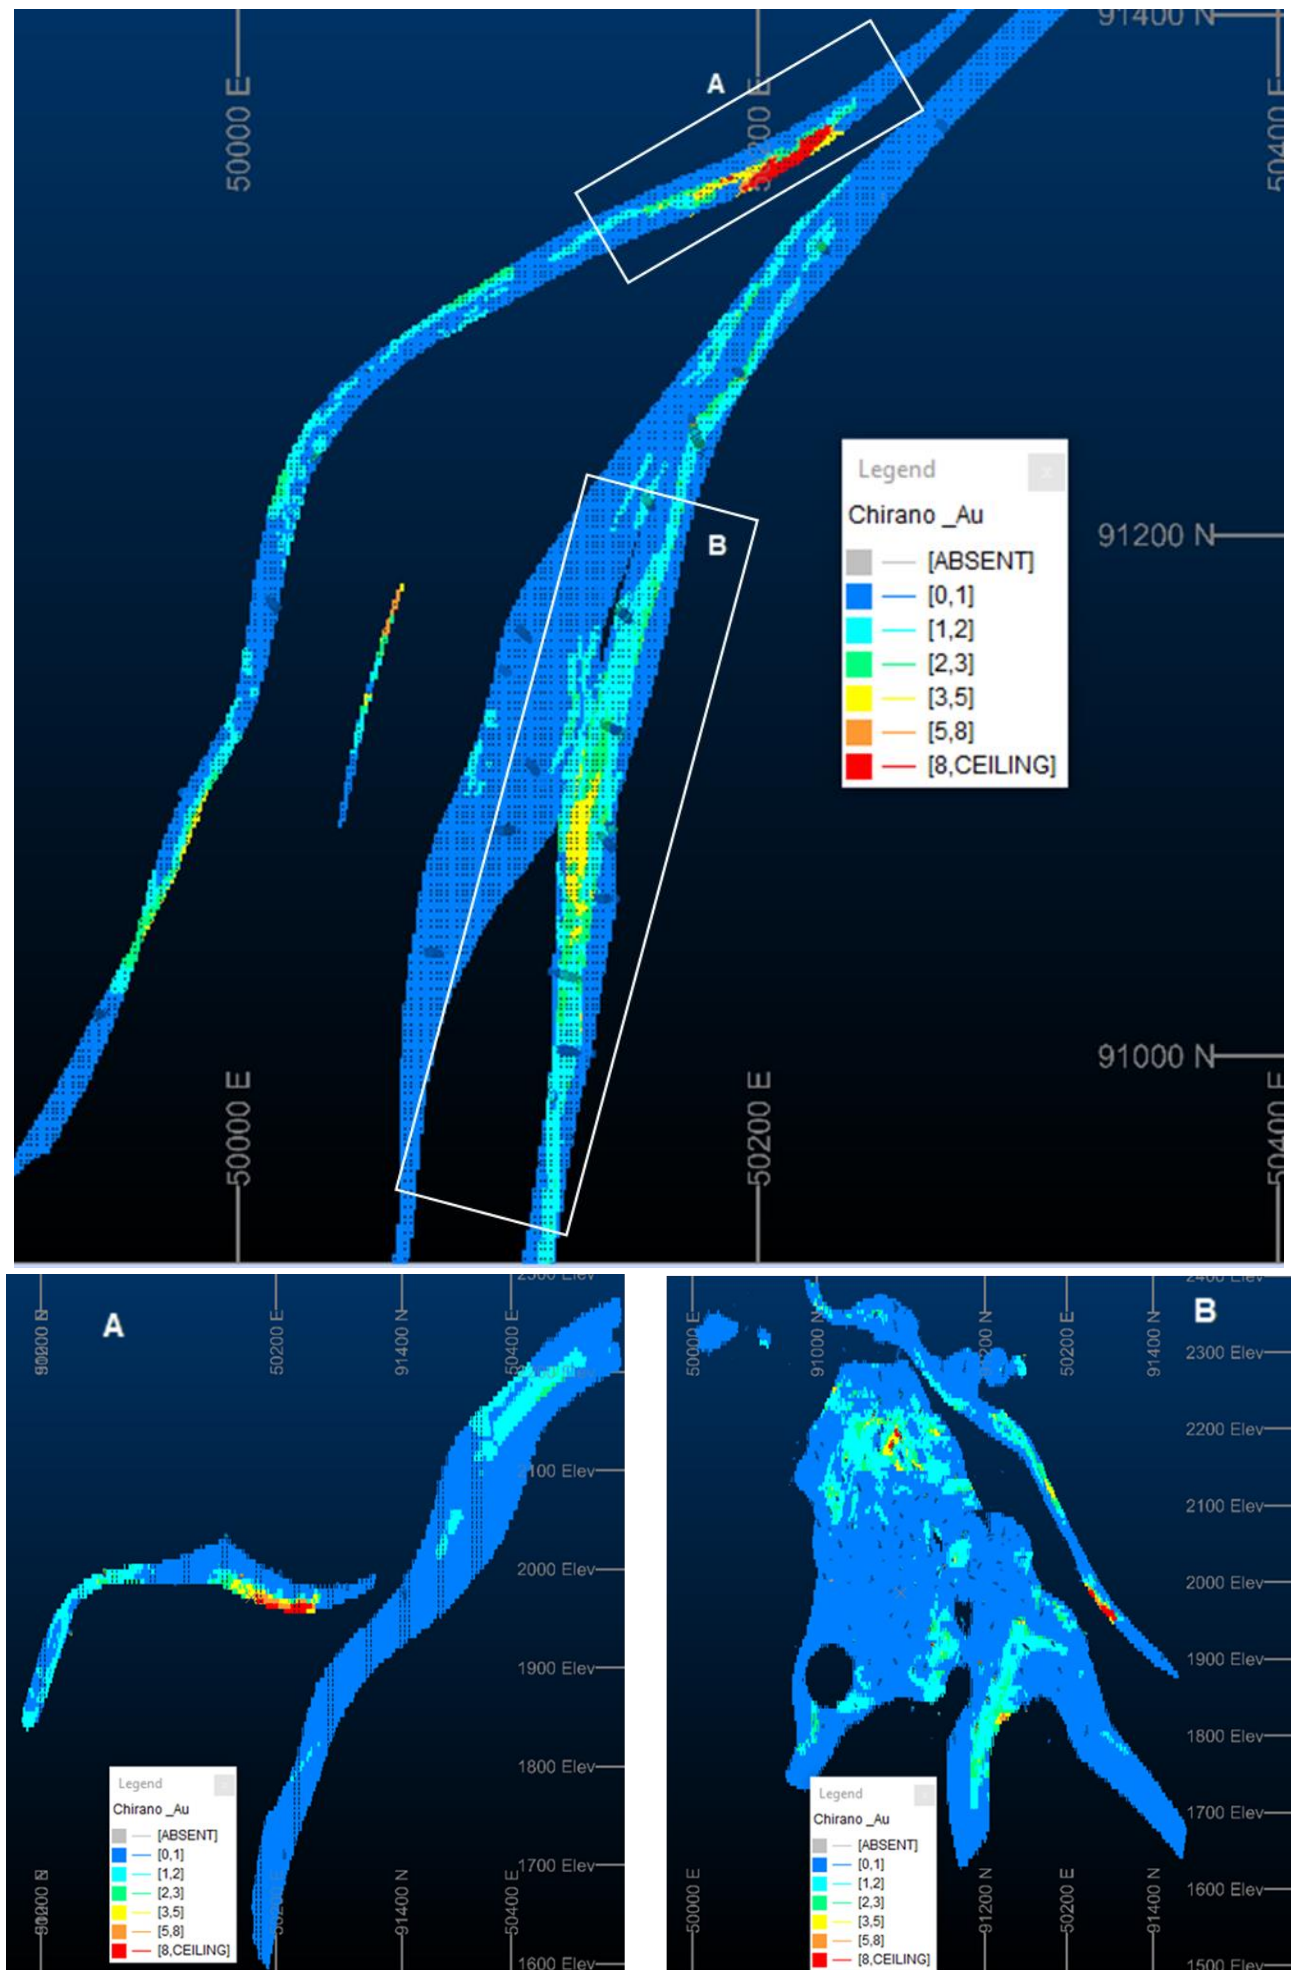 91400 N
50000 E
A
50400 E
Legend
x
Chirano _Au
[ABSENT]
[0,1]
[1,2]
[2,3]
[3,5]
[5,8]
[8,CEILING]
91200 N
B
91000 N
50000 E
50200 E
50400 E
A
50200 E
91400 N
50400 E
2100 Elev
2000 Elev
1900 Elev
1800 Elev
1700 Elev
1600 Elev
Legend
Chirano _Au
[ABSENT]
[0,1]
[1,2]
[2,3]
[3,5]
[5,8]
[8,CEILING]
50200 E
91400 N
50400 E
B
2400 Elev
50000 E
91000 N
50200 E
91400 N
2300 Elev
2200 Elev
2100 Elev
2000 Elev
1900 Elev
1800 Elev
1700 Elev
1600 Elev
1500 Elev
Legend
Chirano _Au
[ABSENT]
[0,1]
[1,2]
[2,3]
[3,5]
[5,8]
[8,CEILING]
50000 E
91200 N
50200 E
91400 N